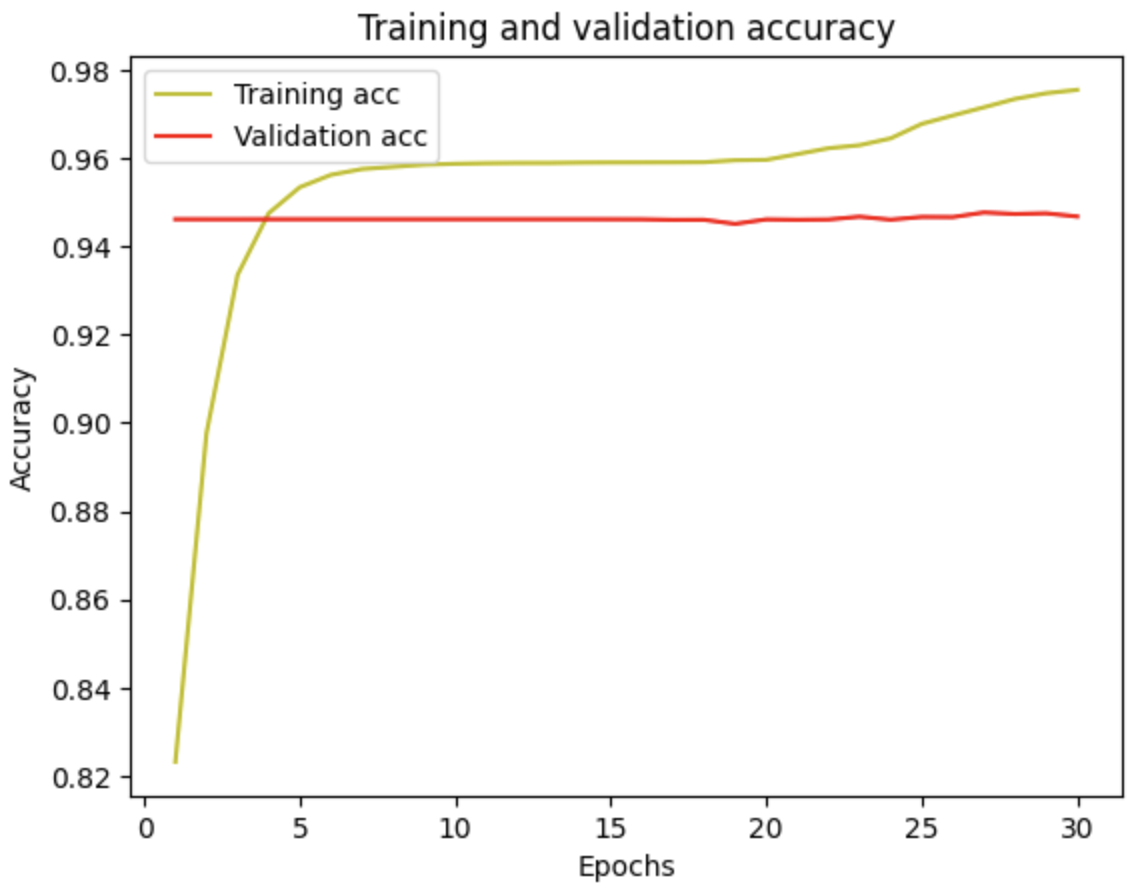 Training and validation accuracy
Training acc
Validation acc
0.98
0.96
0.94
0.92
0.90
0.88
0.86
0.84
0.82
Accuracy
0 5 10 15 20 25 30
Epochs